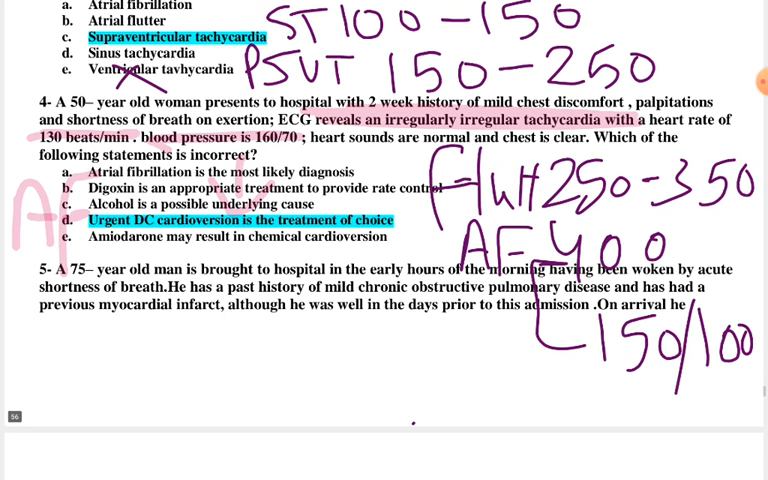 a. Atrial fibrillation
b. Atrial flutter
c. Supraventricular tachycardia
d. Sinus tachycardia
e. Ventricular tavhycardia
ST 100 - 150
PSVT 150 - 250
4- A 50– year old woman presents to hospital with 2 week history of mild chest discomfort , palpitations
and shortness of breath on exertion; ECG reveals an irregularly irregular tachycardia with a heart rate of
130 beats/min . blood pressure is 160/70 ; heart sounds are normal and chest is clear. Which of the
following statements is incorrect?
a. Atrial fibrillation is the most likely diagnosis
b. Digoxin is an appropriate treatment to provide rate control
c. Alcohol is a possible underlying cause
d. Urgent DC cardioversion is the treatment of choice
e. Amiodarone may result in chemical cardioversion
AF
Flutt 250 - 350
AF 400
150/100
5- A 75– year old man is brought to hospital in the early hours of the morning having been woken by acute
shortness of breath.He has a past history of mild chronic obstructive pulmonary disease and has had a
previous myocardial infarct, although he was well in the days prior to this admission .On arrival he
56